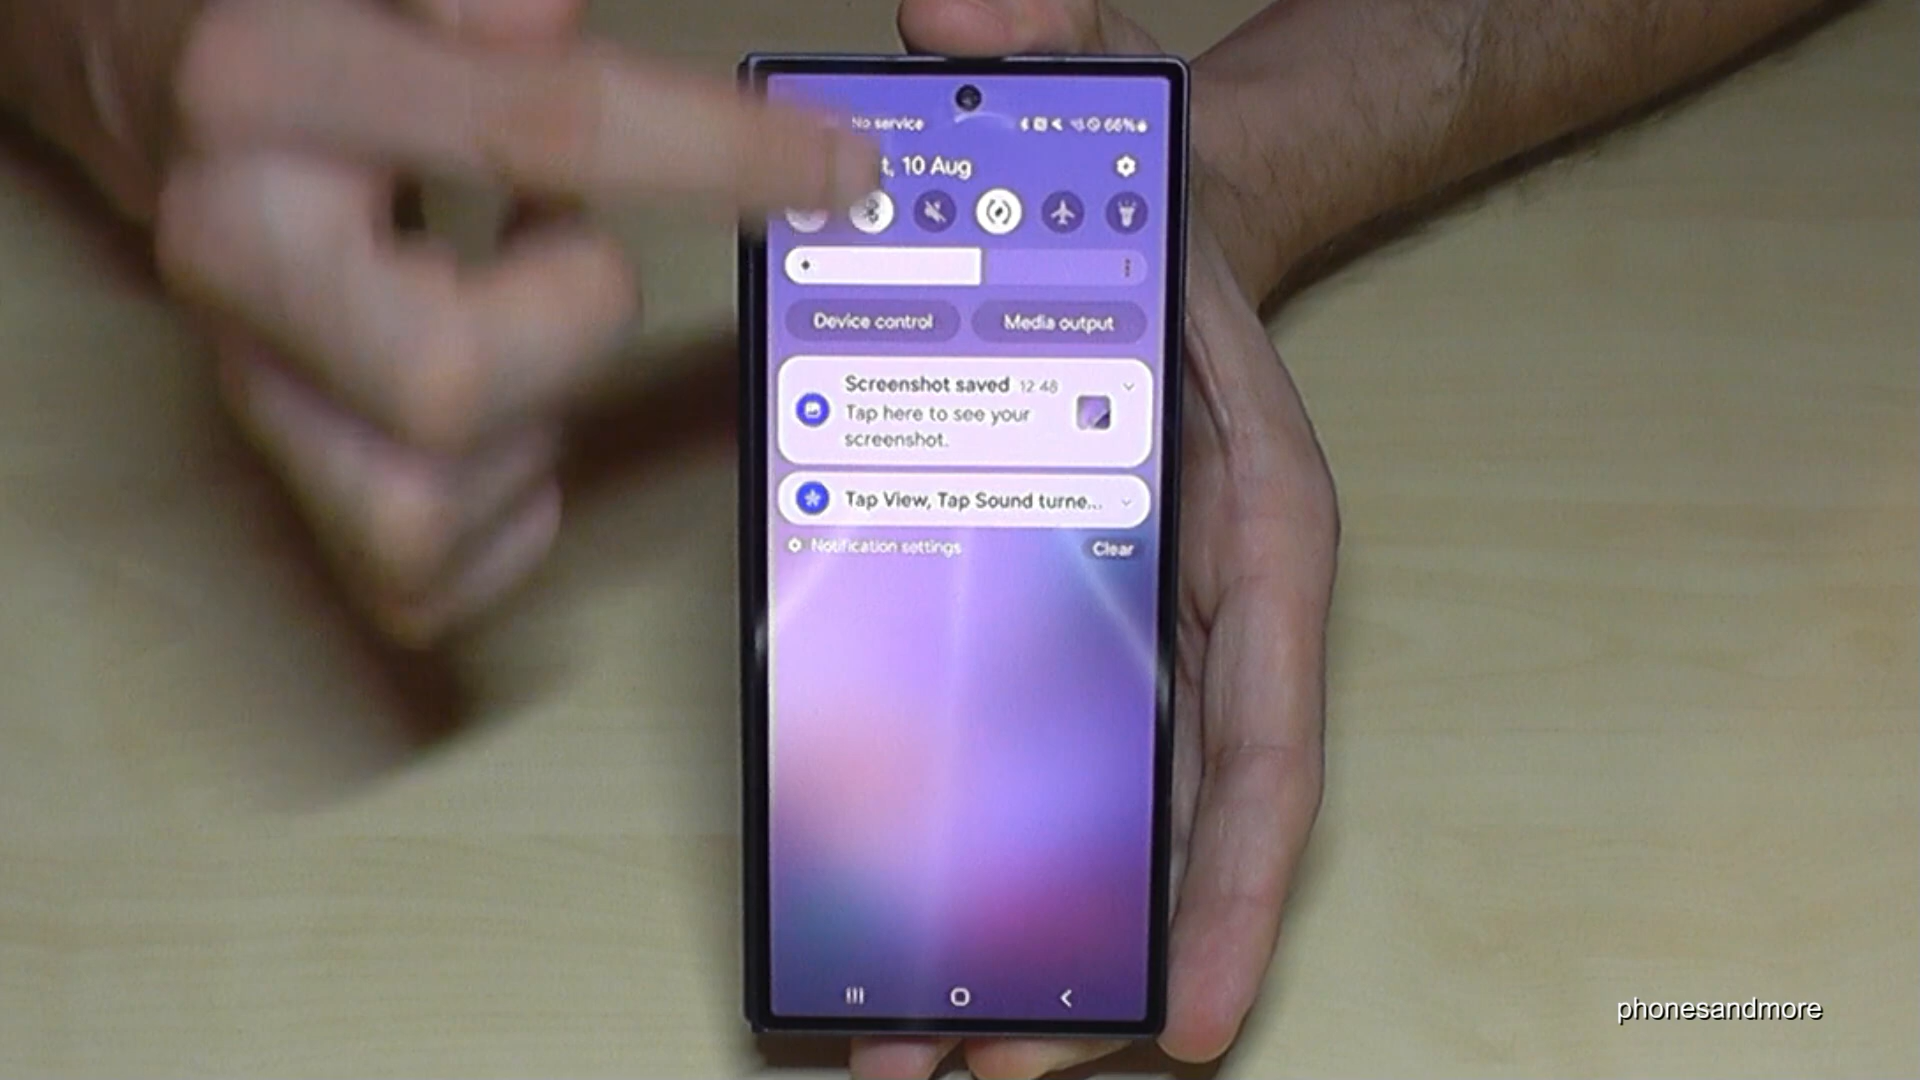 No service 66%
t, 10 Aug
Device control Media output
Screenshot saved 12:48
Tap here to see your
screenshot.
Tap View, Tap Sound turne...
Notification settings Clear
phonesandmore